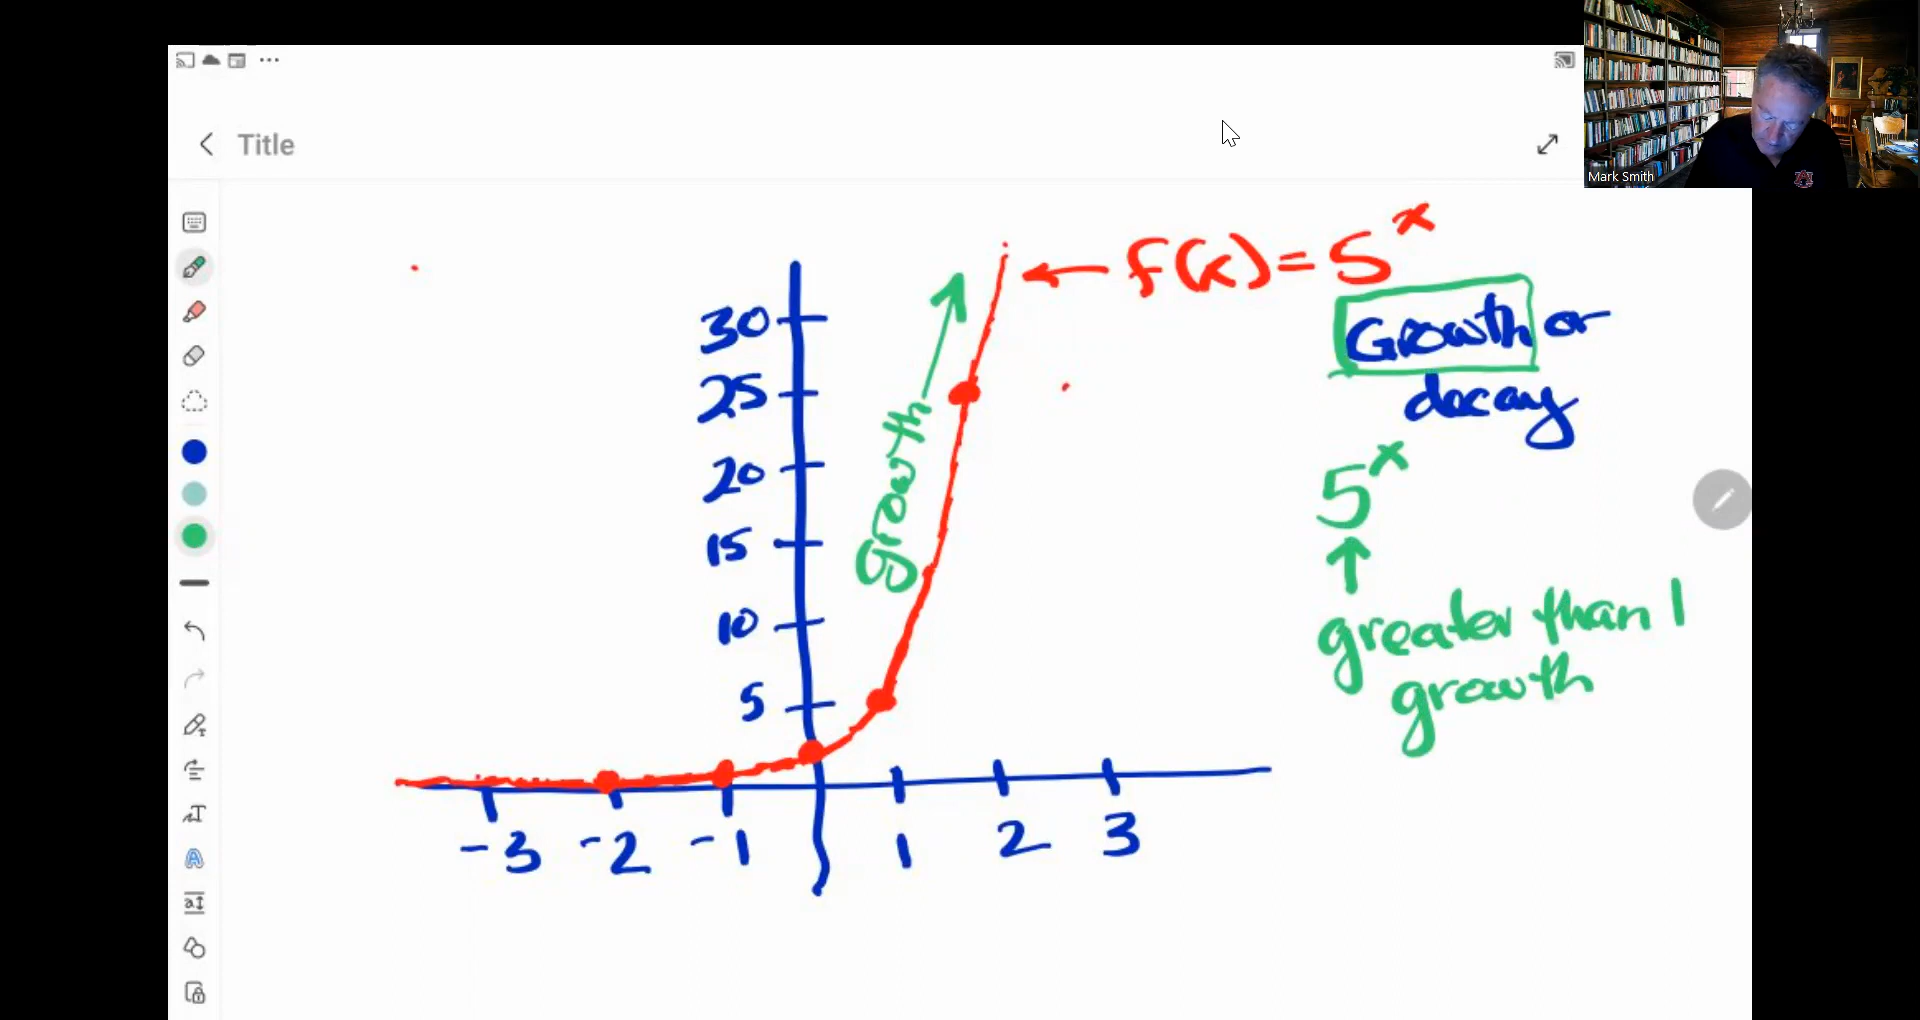 Title
Mark Smith
f(x) = 5^x
Growth or
decay
30
25
20
15
10
5
growth
5^x
greater than 1
growth
-3 -2 -1 1 2 3